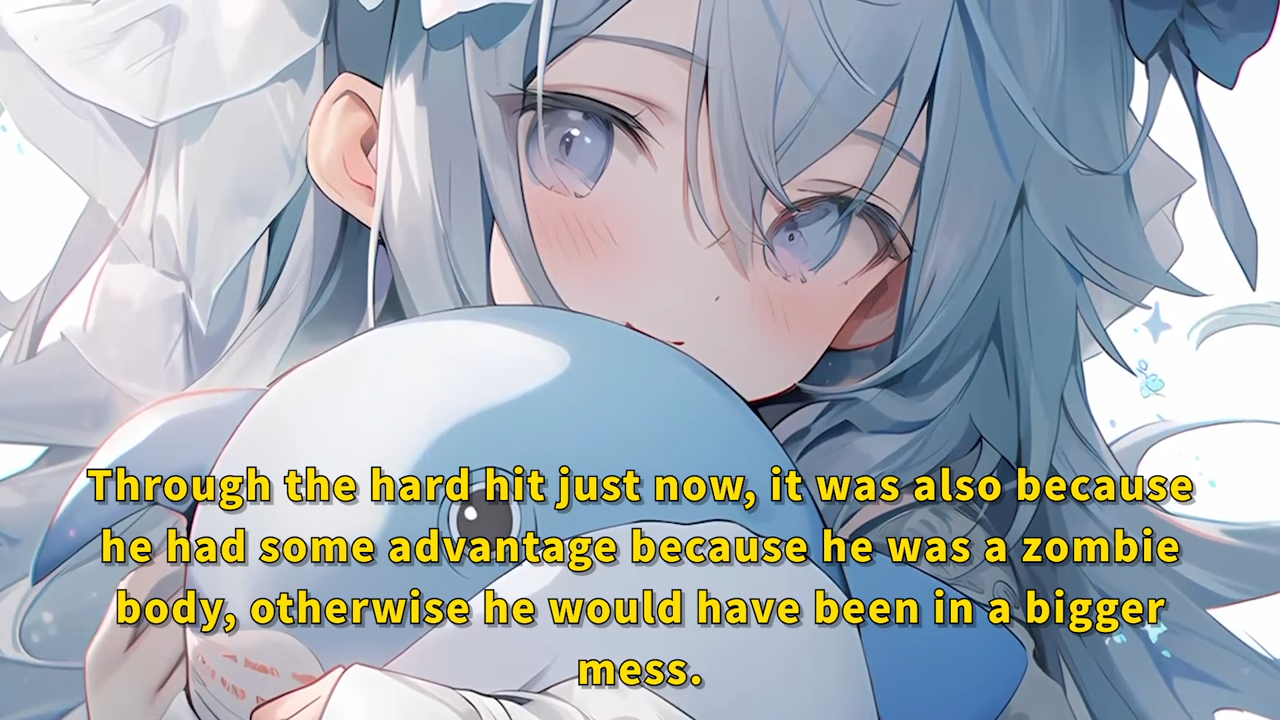 Through the hard hit just now, it was also because
he had some advantage because he was a zombie
body, otherwise he would have been in a bigger
mess.